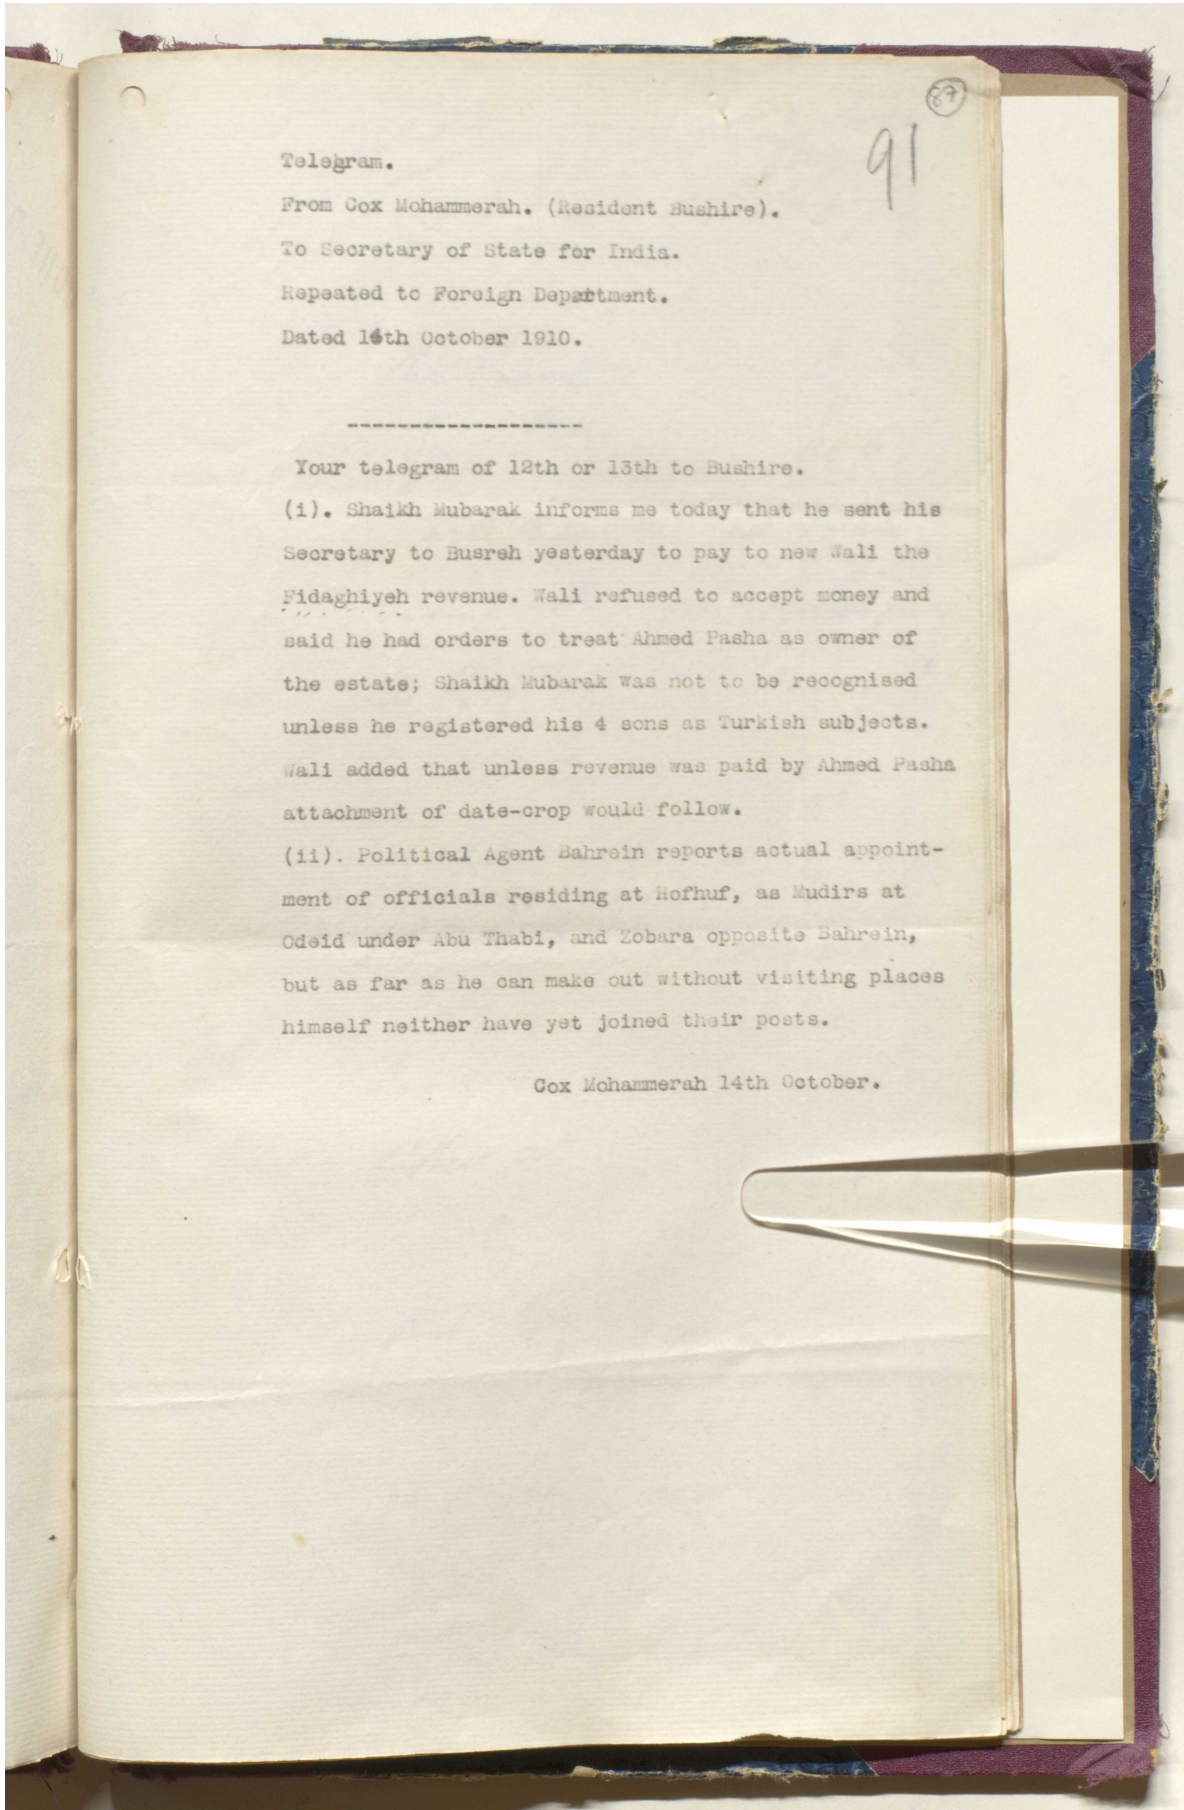 87
91
Telegram.
From Cox Mohammerah. (Resident Bushire).
To Secretary of State for India.
Repeated to Foreign Department.
Dated 14th October 1910.
-------------------
Your telegram of 12th or 13th to Bushire.
(i). Shaikh Mubarak informs me today that he sent his
Secretary to Busreh yesterday to pay to new Wali the
Fidaghiyeh revenue. Wali refused to accept money and
said he had orders to treat Ahmed Pasha as owner of
the estate; Shaikh Mubarak was not to be recognised
unless he registered his 4 sons as Turkish subjects.
Wali added that unless revenue was paid by Ahmed Pasha
attachment of date-crop would follow.
(ii). Political Agent Bahrein reports actual appoint-
ment of officials residing at Hofhuf, as Mudirs at
Odeid under Abu Thabi, and Zobara opposite Bahrein,
but as far as he can make out without visiting places
himself neither have yet joined their posts.
Cox Mohammerah 14th October.